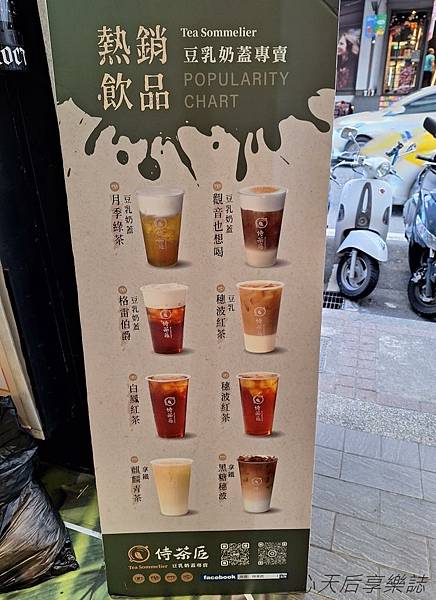 熱銷飲品
Tea Sommelier
豆乳奶蓋專賣
POPULARITY
CHART
豆乳奶蓋
月季綠茶
豆乳奶蓋
觀音也想喝
豆乳奶蓋
格雷伯爵
豆乳
穗波紅茶
白鳳紅茶
穗波紅茶
拿鐵
麒麟青茶
拿鐵
黑糖穗波
侍茶匠
Tea Sommelier 豆乳奶蓋專賣
facebook
天后享樂誌